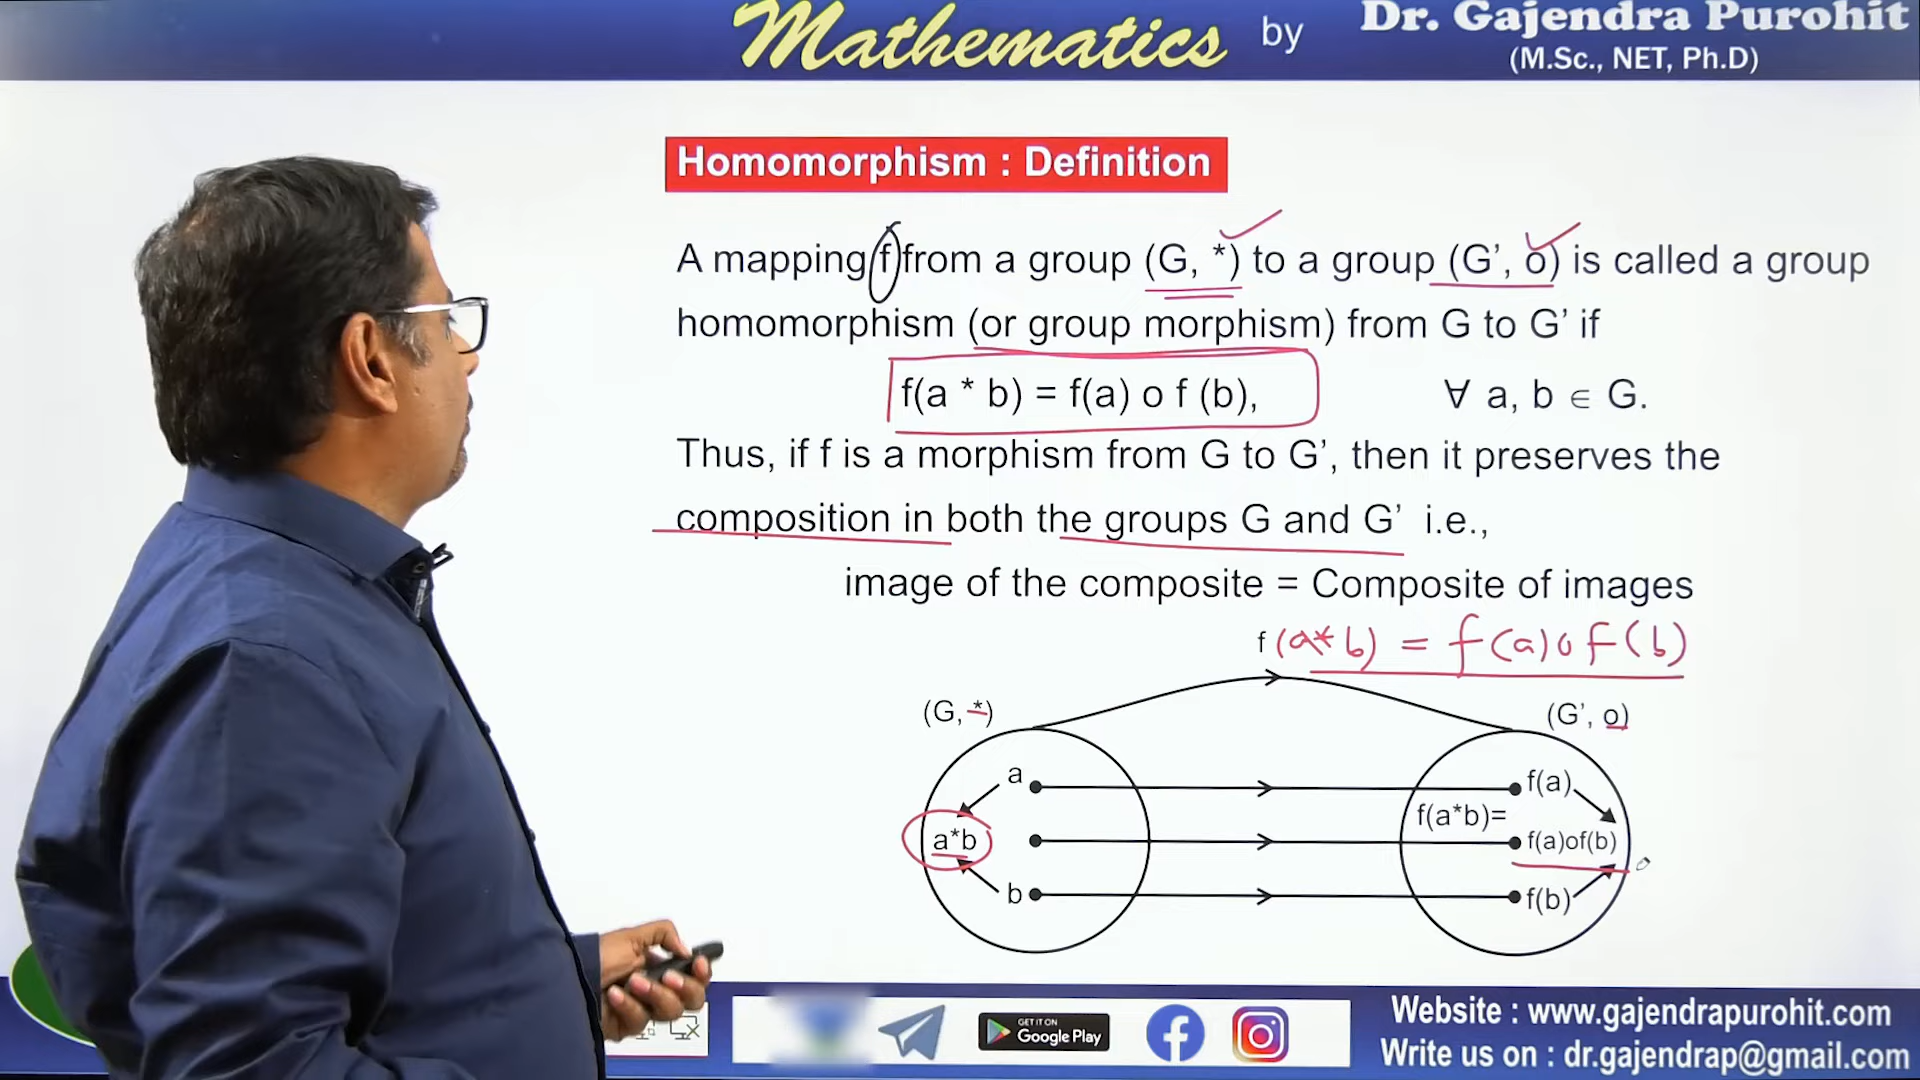 Mathematics by Dr. Gajendra Purohit
(M.Sc., NET, Ph.D)
Homomorphism : Definition
A mapping f from a group (G, *) to a group (G’, o) is called a group
homomorphism (or group morphism) from G to G’ if
f(a * b) = f(a) o f (b), ∀ a, b ∈ G.
Thus, if f is a morphism from G to G’, then it preserves the
composition in both the groups G and G’ i.e.,
image of the composite = Composite of images
f (a* b) = f(a) o f(b)
(G, *)
(G’, o)
a
f(a)
a*b
f(a*b)=
f(a)of(b)
b
f(b)
GET IT ON
Google Play
Website : www.gajendrapurohit.com
Write us on : dr.gajendrap@gmail.com